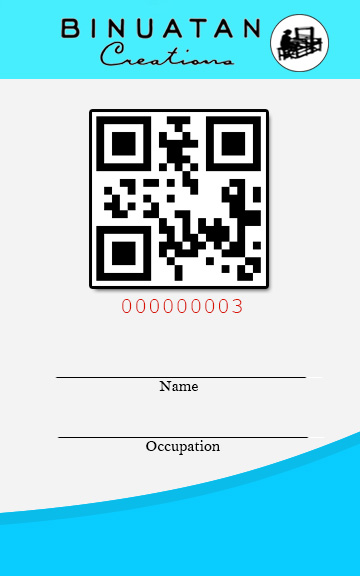 BINUATAN
Creations
000000003
Name
Occupation